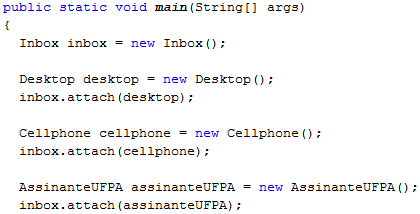 public static void main(String[] args)
{
Inbox inbox = new Inbox();
Desktop desktop = new Desktop();
inbox.attach(desktop);
Cellphone cellphone = new Cellphone();
inbox.attach(cellphone);
AssinanteUFPA assinanteUFPA = new AssinanteUFPA();
inbox.attach(assinanteUFPA);